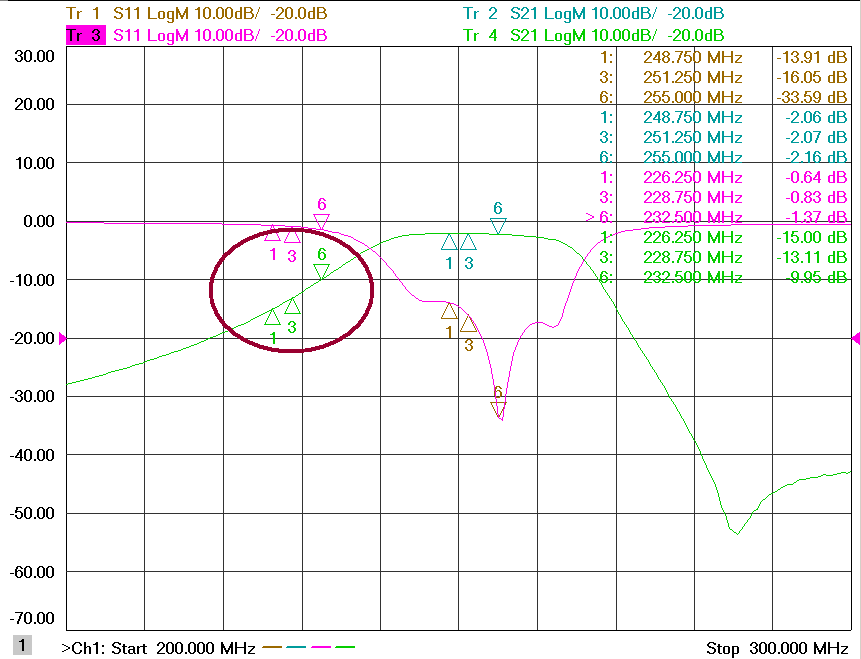 Tr 1 S11 LogM 10.00dB/ -20.0dB Tr 2 S21 LogM 10.00dB/ -20.0dB
Tr 3 S11 LogM 10.00dB/ -20.0dB Tr 4 S21 LogM 10.00dB/ -20.0dB
30.00 1: 248.750 MHz -13.91 dB
3: 251.250 MHz -16.05 dB
20.00 6: 255.000 MHz -33.59 dB
1: 248.750 MHz -2.06 dB
3: 251.250 MHz -2.07 dB
10.00 6: 255.000 MHz -2.16 dB
1: 226.250 MHz -0.64 dB
3: 228.750 MHz -0.83 dB
6 6
0.00 > 6: 232.500 MHz -1.37 dB
1: 226.250 MHz -15.00 dB
1 3 6 3: 228.750 MHz -13.11 dB
1 3
-10.00 6: 232.500 MHz -9.95 dB
3
1 1
-20.00 3
-30.00 6
-40.00
-50.00
-60.00
-70.00
1 >Ch1: Start 200.000 MHz Stop 300.000 MHz